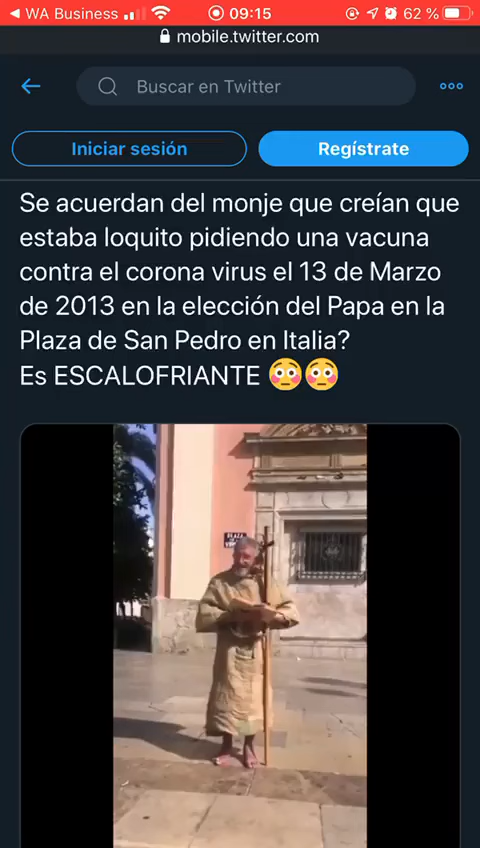 WA Business
09:15
62 %
mobile.twitter.com
Buscar en Twitter
Iniciar sesión
Regístrate
Se acuerdan del monje que creían que
estaba loquito pidiendo una vacuna
contra el corona virus el 13 de Marzo
de 2013 en la elección del Papa en la
Plaza de San Pedro en Italia?
Es ESCALOFRIANTE 😳😳
PLAZA